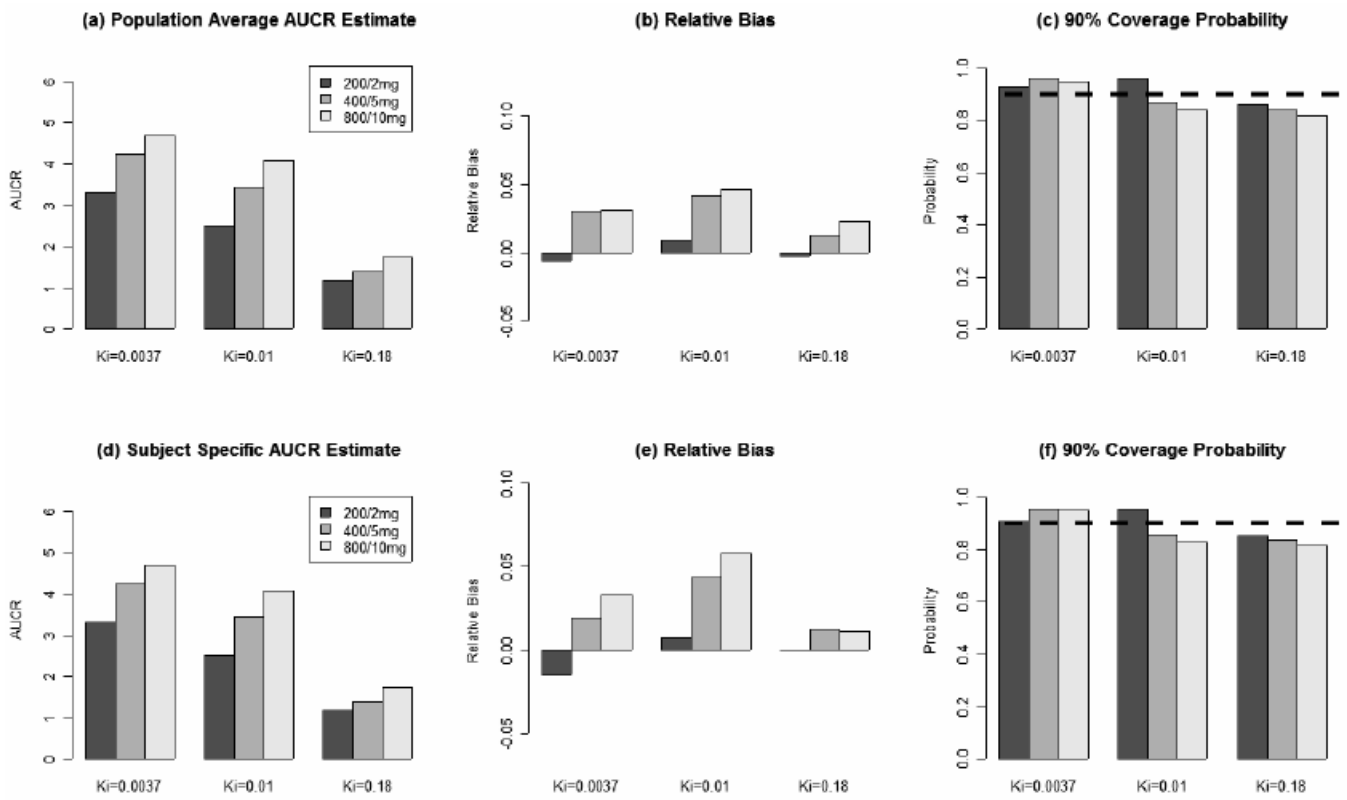 (a) Population Average AUCR Estimate
AUCR
0
1
2
3
4
5
6
200/2mg
400/5mg
800/10mg
Ki=0.0037
Ki=0.01
Ki=0.18
(b) Relative Bias
Relative Bias
-0.05
0.00
0.05
0.10
Ki=0.0037
Ki=0.01
Ki=0.18
(c) 90% Coverage Probability
Probability
0.0
0.2
0.4
0.6
0.8
1.0
Ki=0.0037
Ki=0.01
Ki=0.18
(d) Subject Specific AUCR Estimate
AUCR
0
1
2
3
4
5
6
200/2mg
400/5mg
800/10mg
Ki=0.0037
Ki=0.01
Ki=0.18
(e) Relative Bias
Relative Bias
-0.05
0.00
0.05
0.10
Ki=0.0037
Ki=0.01
Ki=0.18
(f) 90% Coverage Probability
Probability
0.0
0.2
0.4
0.6
0.8
1.0
Ki=0.0037
Ki=0.01
Ki=0.18